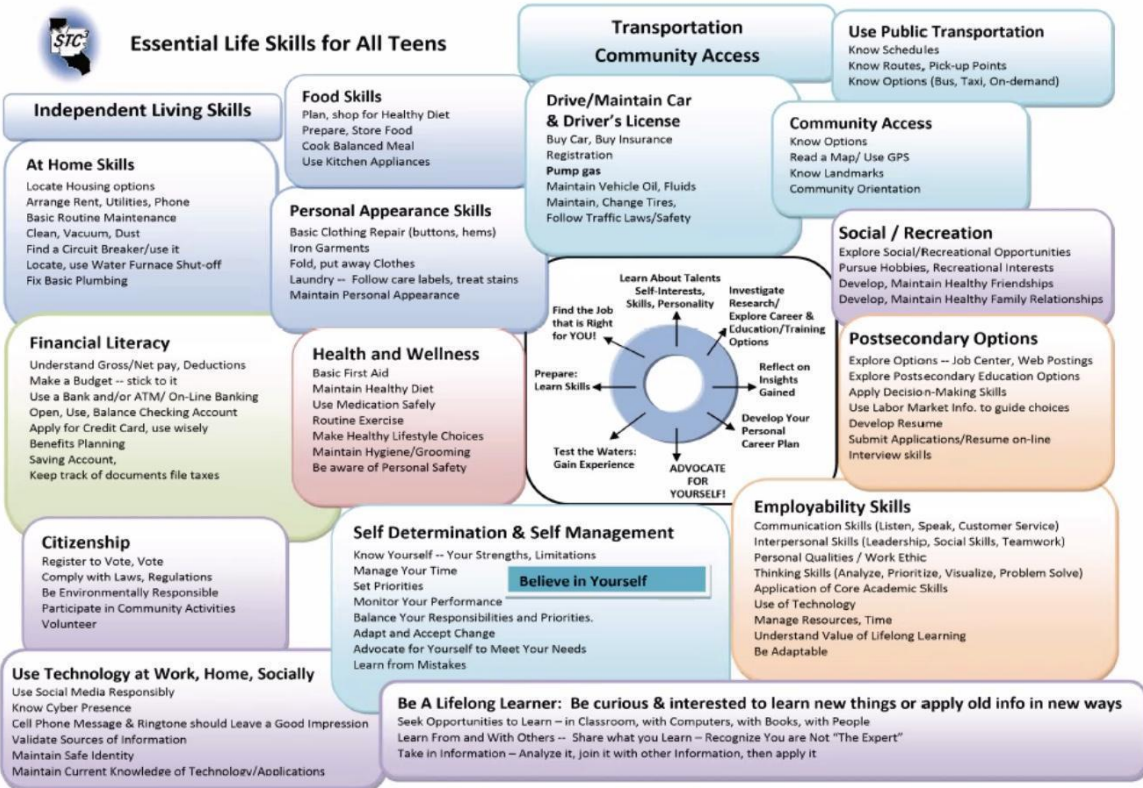 STC3
Essential Life Skills for All Teens
Transportation
Community Access
Use Public Transportation
Know Schedules
Know Routes, Pick-up Points
Know Options (Bus, Taxi, On-demand)
Independent Living Skills
Food Skills
Plan, shop for Healthy Diet
Prepare, Store Food
Cook Balanced Meal
Use Kitchen Appliances
Drive/Maintain Car
& Driver's License
Buy Car, Buy Insurance
Registration
Pump gas
Maintain Vehicle Oil, Fluids
Maintain, Change Tires,
Follow Traffic Laws/Safety
Community Access
Know Options
Read a Map/ Use GPS
Know Landmarks
Community Orientation
At Home Skills
Locate Housing options
Arrange Rent, Utilities, Phone
Basic Routine Maintenance
Clean, Vacuum, Dust
Find a Circuit Breaker/use it
Locate, use Water Furnace Shut-off
Fix Basic Plumbing
Personal Appearance Skills
Basic Clothing Repair (buttons, hems)
Iron Garments
Fold, put away Clothes
Laundry -- Follow care labels, treat stains
Maintain Personal Appearance
Social / Recreation
Explore Social/Recreational Opportunities
Pursue Hobbies, Recreational Interests
Develop, Maintain Healthy Friendships
Develop, Maintain Healthy Family Relationships
Learn About Talents
Self-Interests,
Skills, Personality
Investigate
Research/
Explore Career &
Education/Training
Options
Reflect on
Insights
Gained
Develop Your
Personal
Career Plan
ADVOCATE
FOR
YOURSELF!
Test the Waters:
Gain Experience
Prepare:
Learn Skills
Find the Job
that is Right
for YOU!
Financial Literacy
Understand Gross/Net pay, Deductions
Make a Budget -- stick to it
Use a Bank and/or ATM/ On-Line Banking
Open, Use, Balance Checking Account
Apply for Credit Card, use wisely
Benefits Planning
Saving Account,
Keep track of documents file taxes
Health and Wellness
Basic First Aid
Maintain Healthy Diet
Use Medication Safely
Routine Exercise
Make Healthy Lifestyle Choices
Maintain Hygiene/Grooming
Be aware of Personal Safety
Postsecondary Options
Explore Options -- Job Center, Web Postings
Explore Postsecondary Education Options
Apply Decision-Making Skills
Use Labor Market Info. to guide choices
Develop Resume
Submit Applications/Resume on-line
Interview skills
Citizenship
Register to Vote, Vote
Comply with Laws, Regulations
Be Environmentally Responsible
Participate in Community Activities
Volunteer
Self Determination & Self Management
Know Yourself -- Your Strengths, Limitations
Manage Your Time
Set Priorities
Monitor Your Performance
Balance Your Responsibilities and Priorities.
Adapt and Accept Change
Advocate for Yourself to Meet Your Needs
Learn from Mistakes
Believe in Yourself
Employability Skills
Communication Skills (Listen, Speak, Customer Service)
Interpersonal Skills (Leadership, Social Skills, Teamwork)
Personal Qualities / Work Ethic
Thinking Skills (Analyze, Prioritize, Visualize, Problem Solve)
Application of Core Academic Skills
Use of Technology
Manage Resources, Time
Understand Value of Lifelong Learning
Be Adaptable
Use Technology at Work, Home, Socially
Use Social Media Responsibly
Know Cyber Presence
Cell Phone Message & Ringtone should Leave a Good Impression
Validate Sources of Information
Maintain Safe Identity
Maintain Current Knowledge of Technology/Applications
Be A Lifelong Learner: Be curious & interested to learn new things or apply old info in new ways
Seek Opportunities to Learn – in Classroom, with Computers, with Books, with People
Learn From and With Others -- Share what you Learn – Recognize You are Not "The Expert"
Take in Information – Analyze it, join it with other Information, then apply it